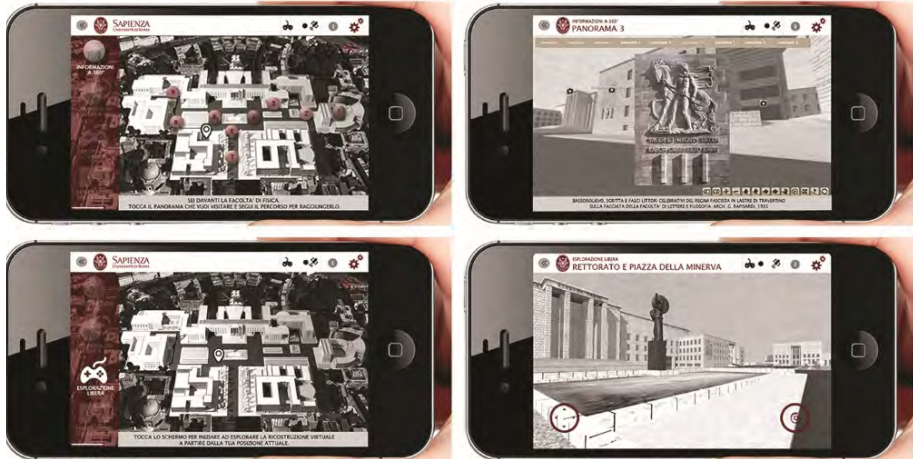 SAPIENZA
UNIVERSITÀ DI ROMA
INFORMAZIONI
A 360°
SEI DAVANTI LA FACOLTA' DI FISICA.
TOCCA IL PANORAMA CHE VUOI VISITARE E SEGUI IL PERCORSO PER RAGGIUNGERLO.
INFORMAZIONI A 360°
PANORAMA 3
BASSORILIEVO, SCRITTA E FASCIO LITTORI CELEBRATIVI DEL REGIME FASCISTA IN LASTRE DI TRAVERTINO
SULLA FACCIATA DELLA FACOLTA' DI LETTERE E FILOSOFIA. ARCH. G. RAPISARDI, 1935
SAPIENZA
UNIVERSITÀ DI ROMA
ESPLORAZIONE
LIBERA
TOCCA LO SCHERMO PER INIZIARE AD ESPLORARE LA RICOSTRUZIONE VIRTUALE
A PARTIRE DALLA TUA POSIZIONE ATTUALE.
ESPLORAZIONE LIBERA
RETTORATO E PIAZZA DELLA MINERVA